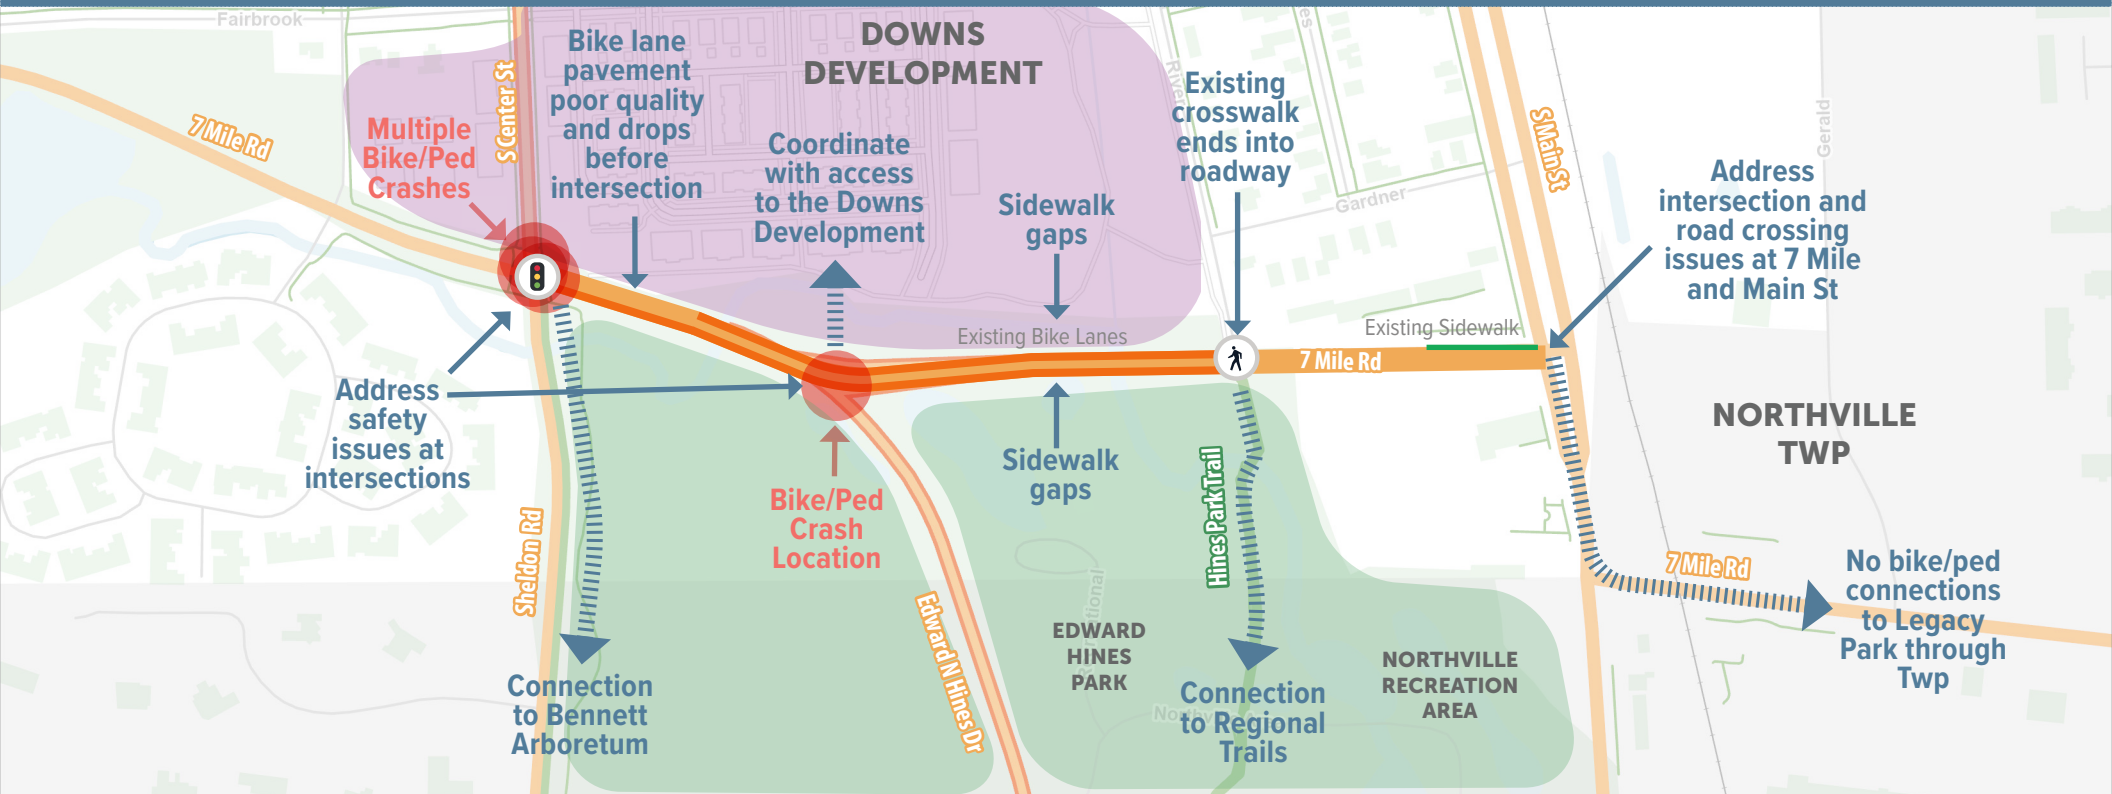 Fairbrook
7 Mile Rd
S Center St
Multiple
Bike/Ped
Crashes
Bike lane
pavement
poor quality
and drops
before
intersection
DOWNS
DEVELOPMENT
Coordinate
with access
to the Downs
Development
Sidewalk
gaps
Existing
crosswalk
ends into
roadway
River
Gardner
S Main St
Gerald
Address
intersection and
road crossing
issues at 7 Mile
and Main St
Existing Bike Lanes
Existing Sidewalk
7 Mile Rd
Address
safety
issues at
intersections
Bike/Ped
Crash
Location
Sidewalk
gaps
Hines Park Trail
NORTHVILLE
TWP
Sheldon Rd
Edward N Hines Dr
EDWARD
HINES
PARK
NORTHVILLE
RECREATION
AREA
7 Mile Rd
No bike/ped
connections
to Legacy
Park through
Twp
Connection
to Bennett
Arboretum
Connection
to Regional
Trails